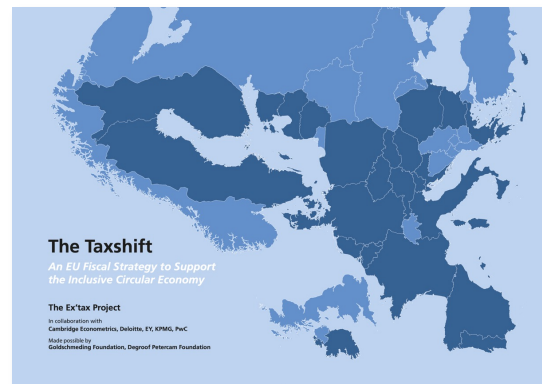 The Taxshift
An EU Fiscal Strategy to Support
the Inclusive Circular Economy
The Ex'tax Project
In collaboration with
Cambridge Econometrics, Deloitte, EY, KPMG, PwC
Made possible by
Goldschmeding Foundation, Degroof Petercam Foundation